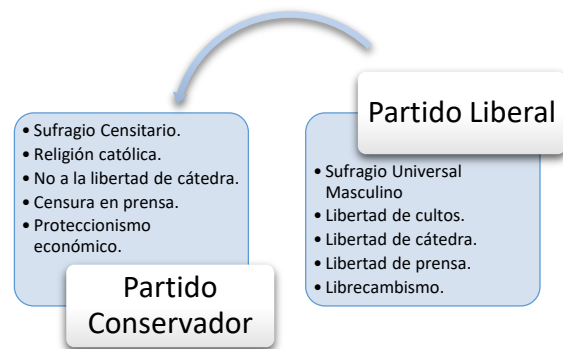 • Sufragio Censitario.
• Religión católica.
• No a la libertad de cátedra.
• Censura en prensa.
• Proteccionismo
económico.
Partido
Conservador
Partido Liberal
• Sufragio Universal
Masculino
• Libertad de cultos.
• Libertad de cátedra.
• Libertad de prensa.
• Librecambismo.